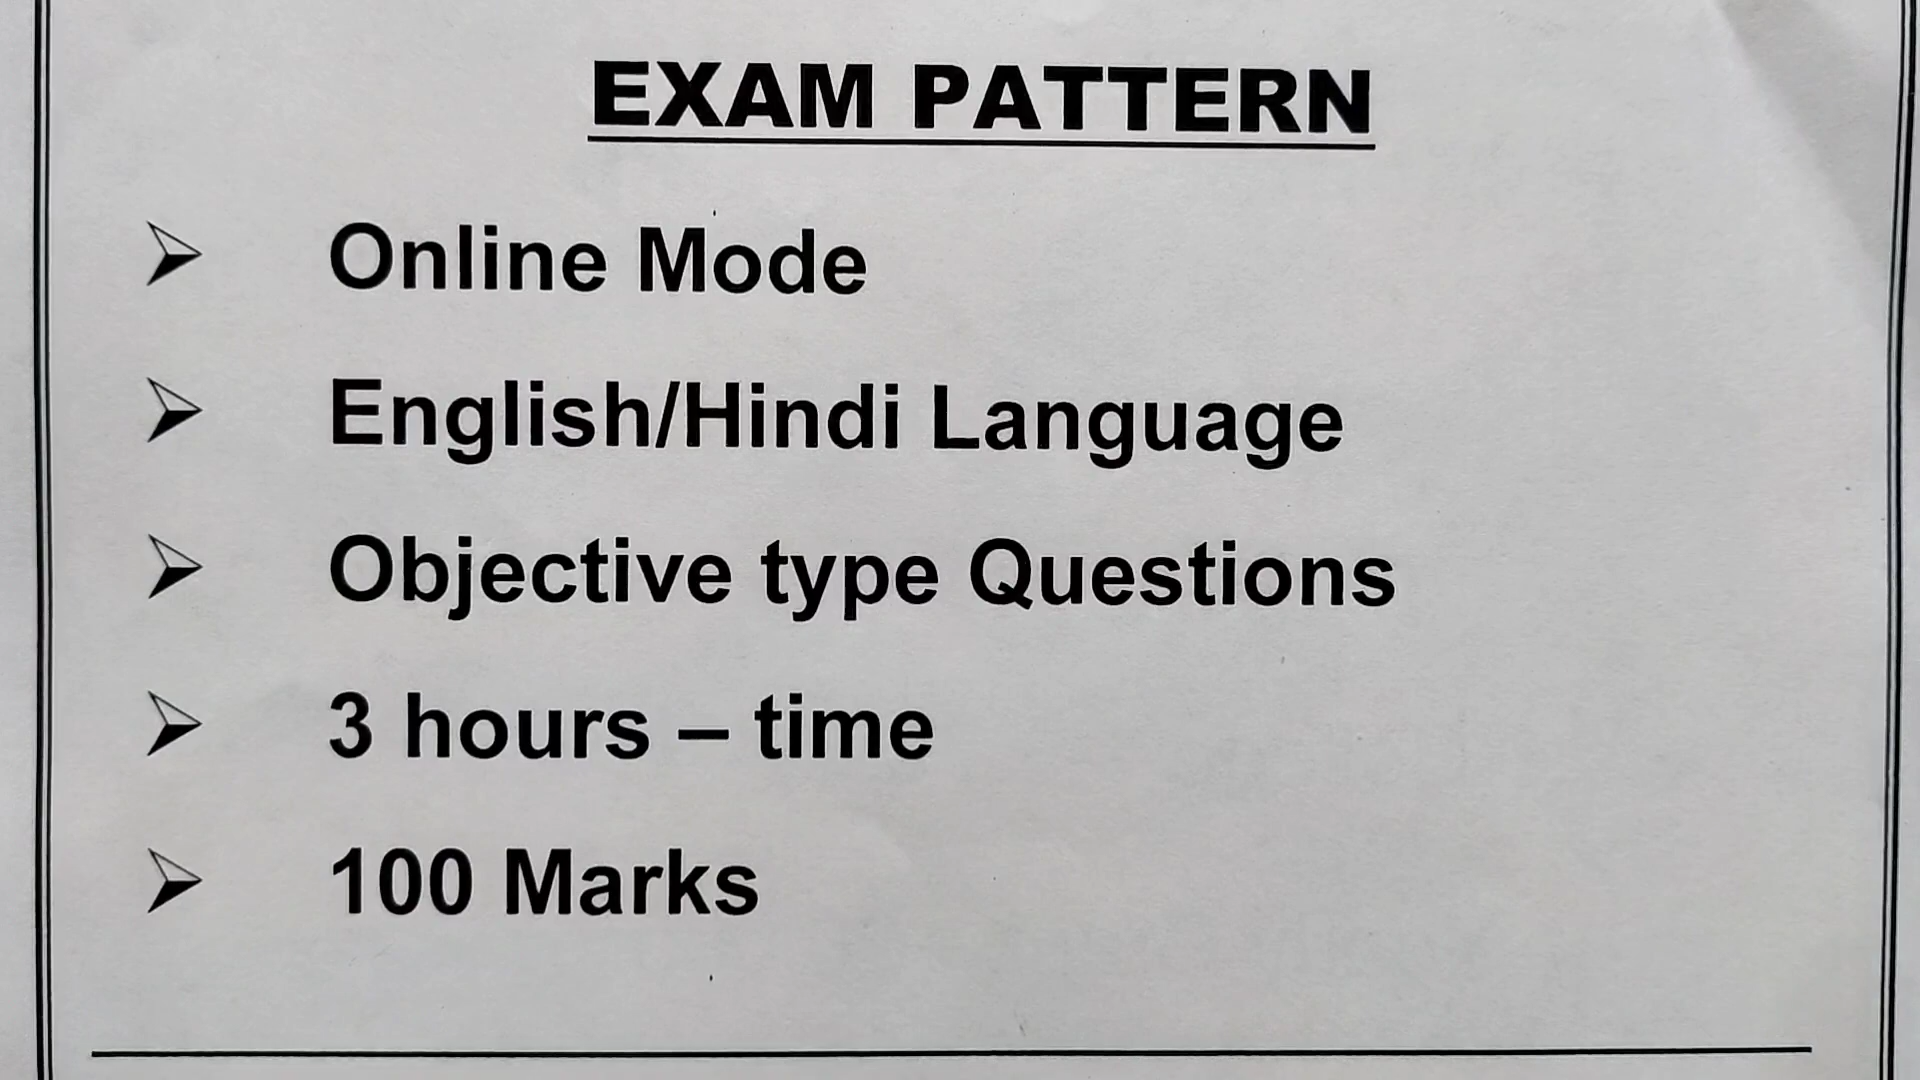 EXAM PATTERN
➢ Online Mode
➢ English/Hindi Language
➢ Objective type Questions
➢ 3 hours – time
➢ 100 Marks